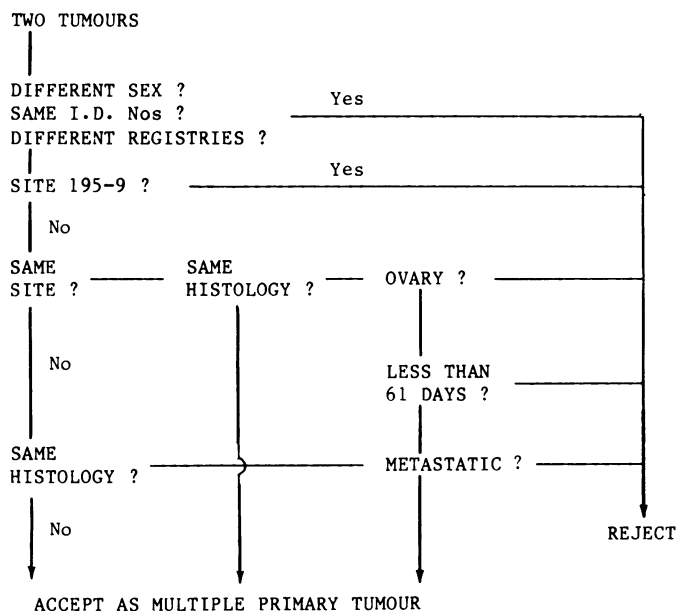 TWO TUMOURS
DIFFERENT SEX ?
SAME I.D. Nos ?
DIFFERENT REGISTRIES ?
Yes
SITE 195-9 ?
Yes
No
SAME
SITE ?
SAME
HISTOLOGY ?
OVARY ?
No
LESS THAN
61 DAYS ?
SAME
HISTOLOGY ?
METASTATIC ?
No
REJECT
ACCEPT AS MULTIPLE PRIMARY TUMOUR